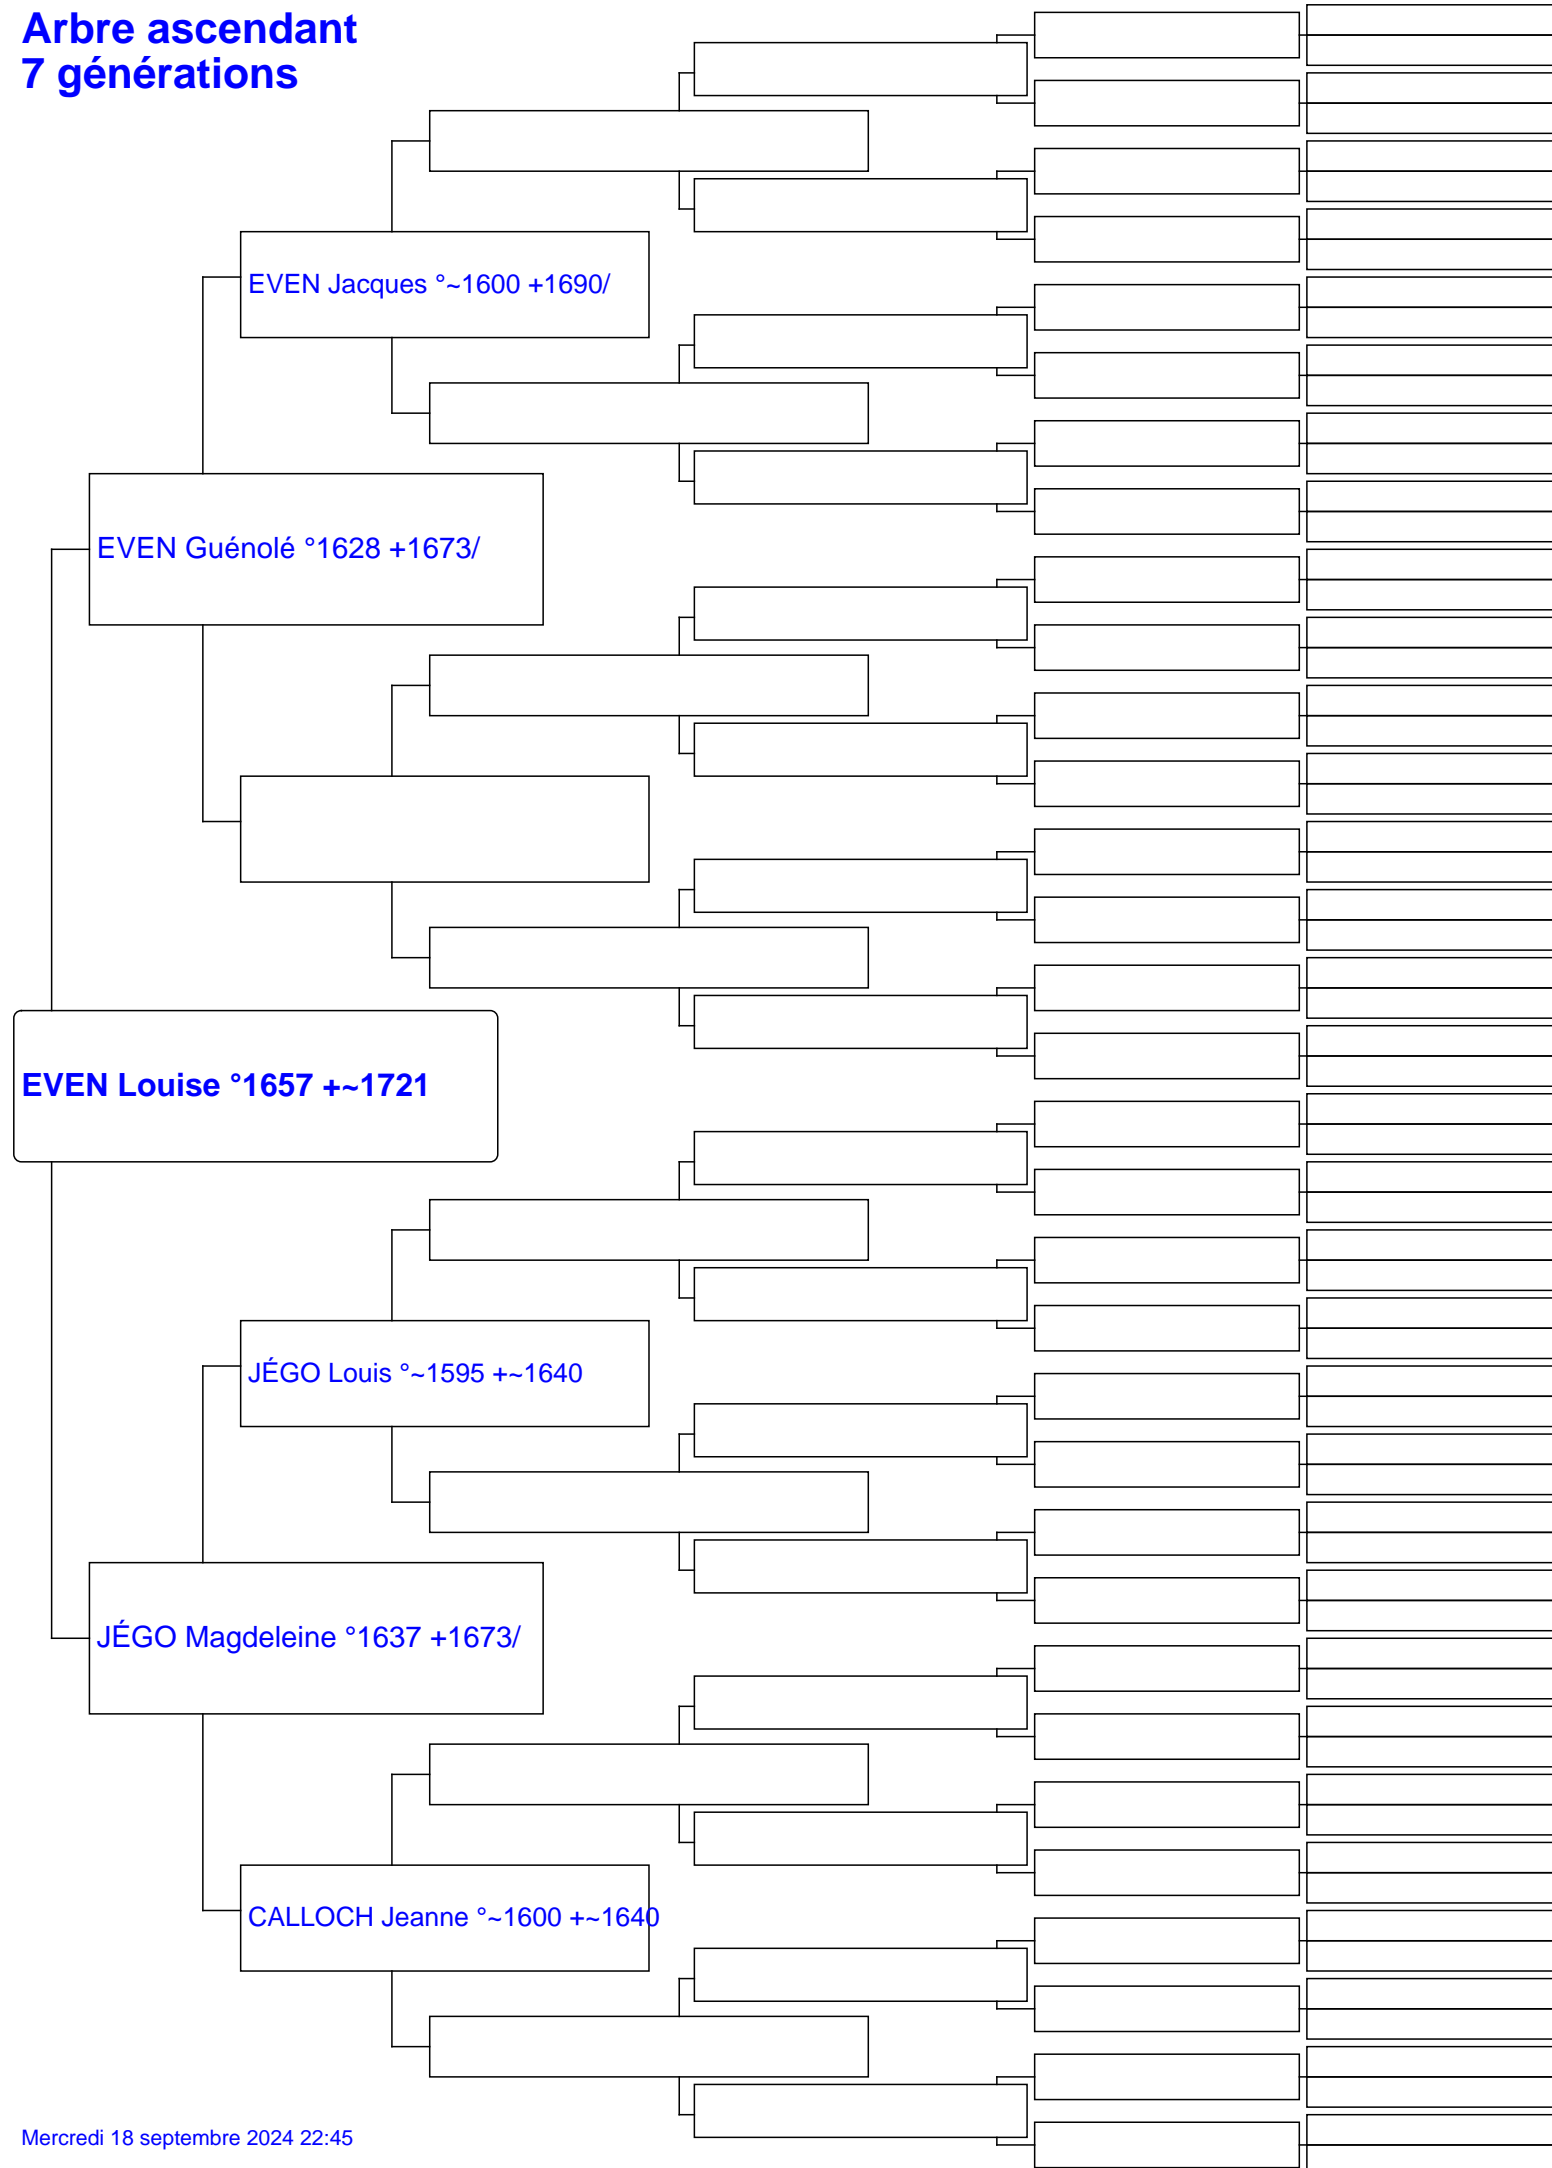 Arbre ascendant
7 générations
EVEN Jacques °~1600 +1690/
EVEN Guénolé °1628 +1673/
EVEN Louise °1657 +~1721
JÉGO Louis °~1595 +~1640
JÉGO Magdeleine °1637 +1673/
CALLOCH Jeanne °~1600 +~1640
Mercredi 18 septembre 2024 22:45